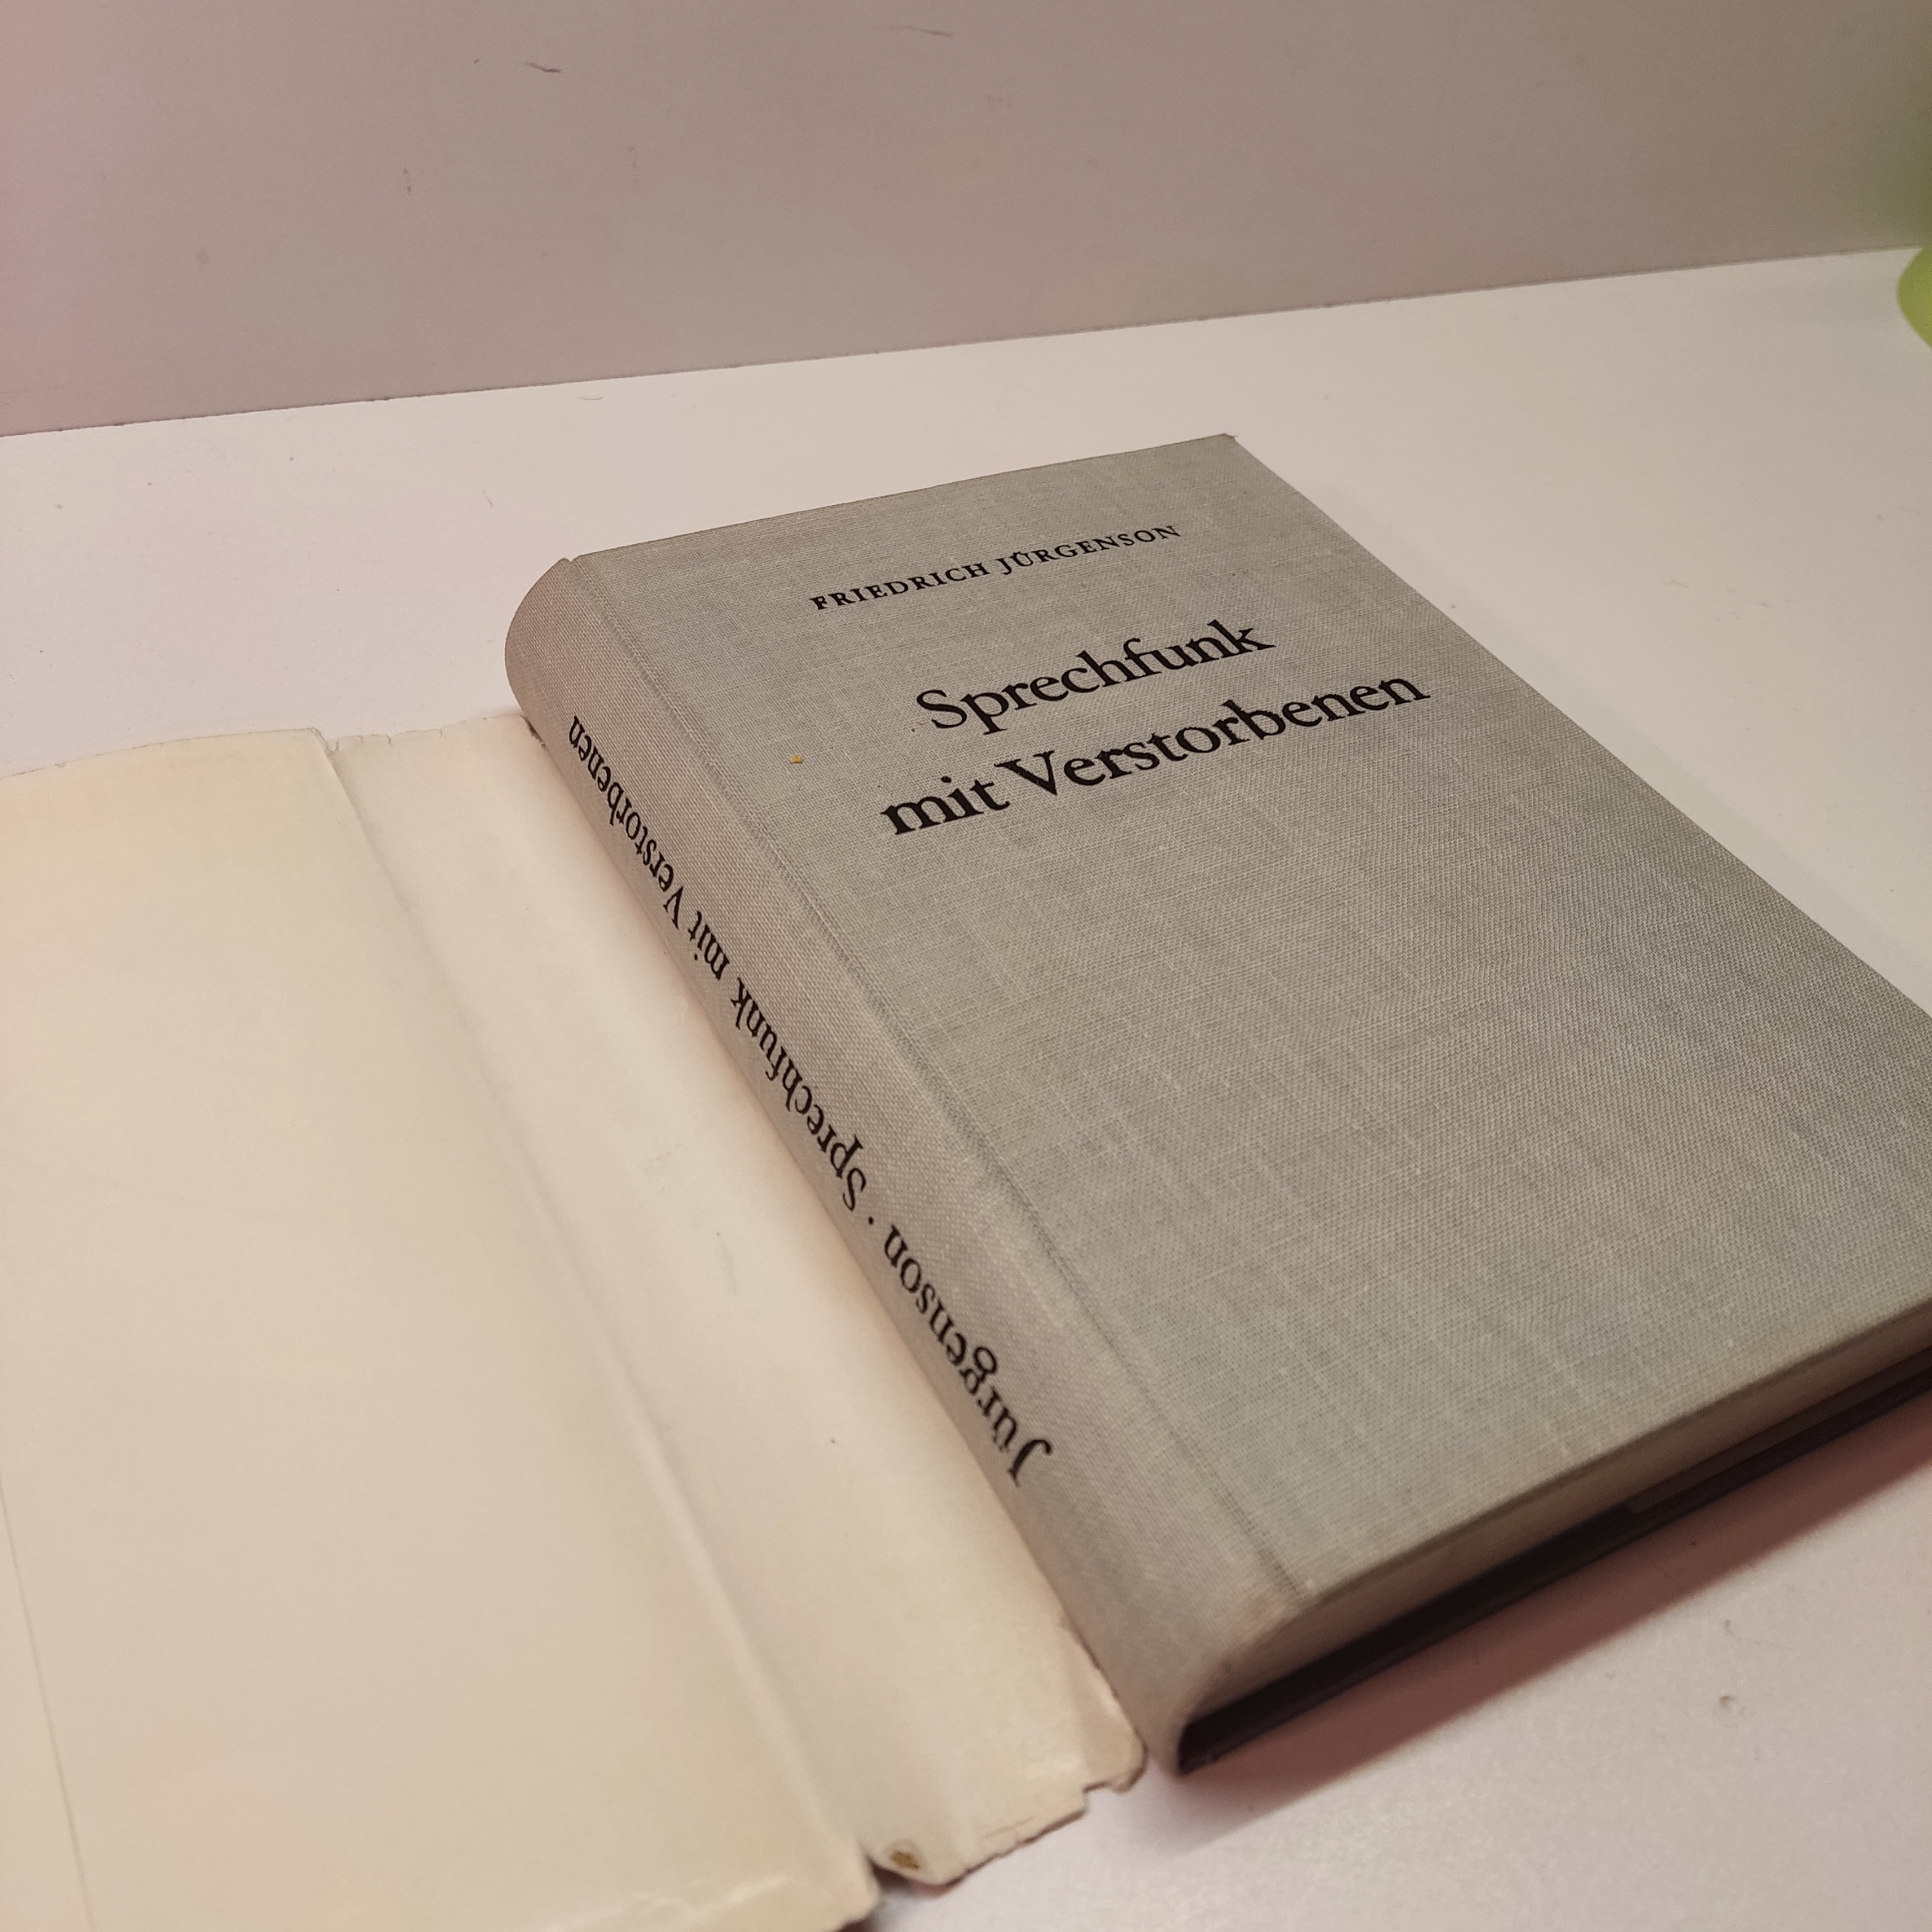 FRIEDRICH JÜRGENSON
Sprechfunk
mit Verstorbenen
Jürgenson · Sprechfunk mit Verstorbenen